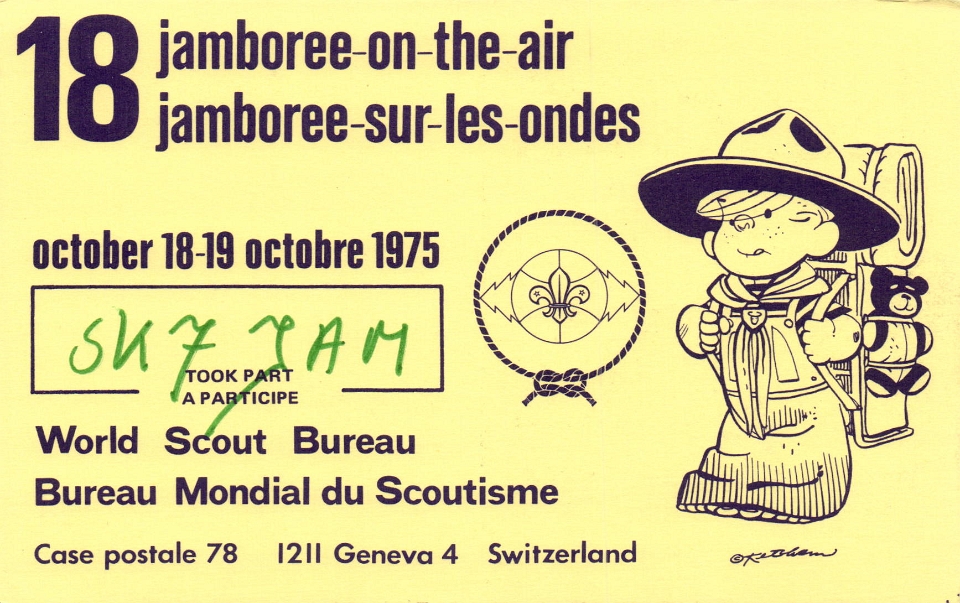 18 jamboree-on-the-air
jamboree-sur-les-ondes
october 18-19 octobre 1975
SK7JAM
TOOK PART
A PARTICIPE
World Scout Bureau
Bureau Mondial du Scoutisme
Case postale 78 1211 Geneva 4 Switzerland
©Ketcham